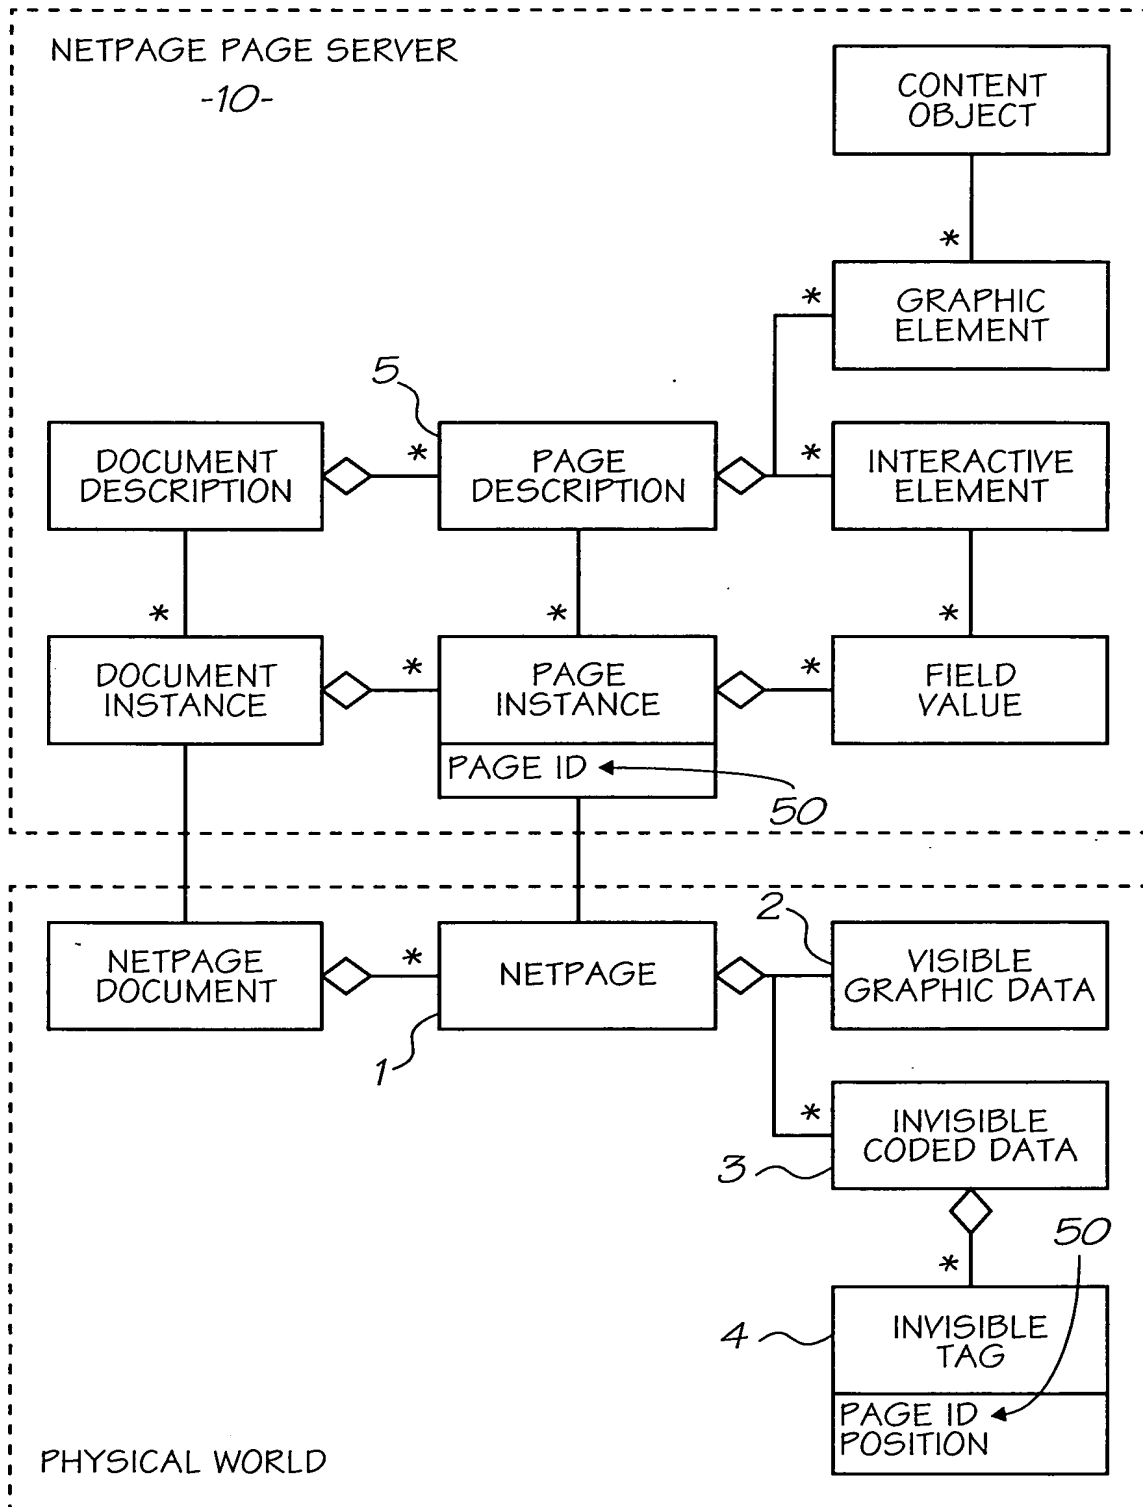 NETPAGE PAGE SERVER
-10-
CONTENT
OBJECT
*
*
GRAPHIC
ELEMENT
5
DOCUMENT
DESCRIPTION
*
PAGE
DESCRIPTION
*
INTERACTIVE
ELEMENT
*
*
*
DOCUMENT
INSTANCE
*
PAGE
INSTANCE
*
FIELD
VALUE
PAGE ID
50
NETPAGE
DOCUMENT
*
NETPAGE
1
2
VISIBLE
GRAPHIC DATA
*
INVISIBLE
CODED DATA
3
*
50
4
INVISIBLE
TAG
PAGE ID
POSITION
PHYSICAL WORLD